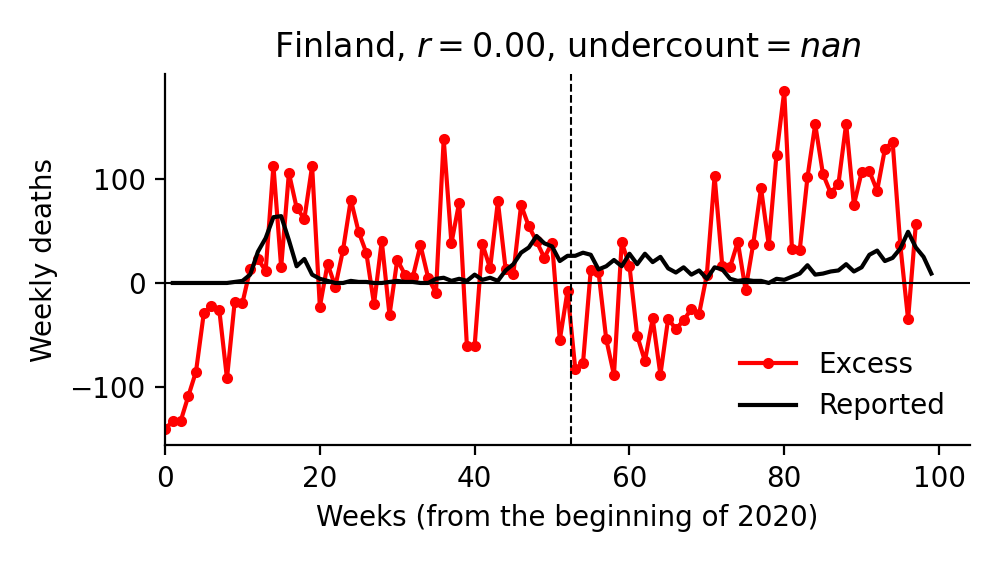 Finland, r = 0.00, undercount = nan
Weekly deaths
100
0
−100
Excess
Reported
0 20 40 60 80 100
Weeks (from the beginning of 2020)